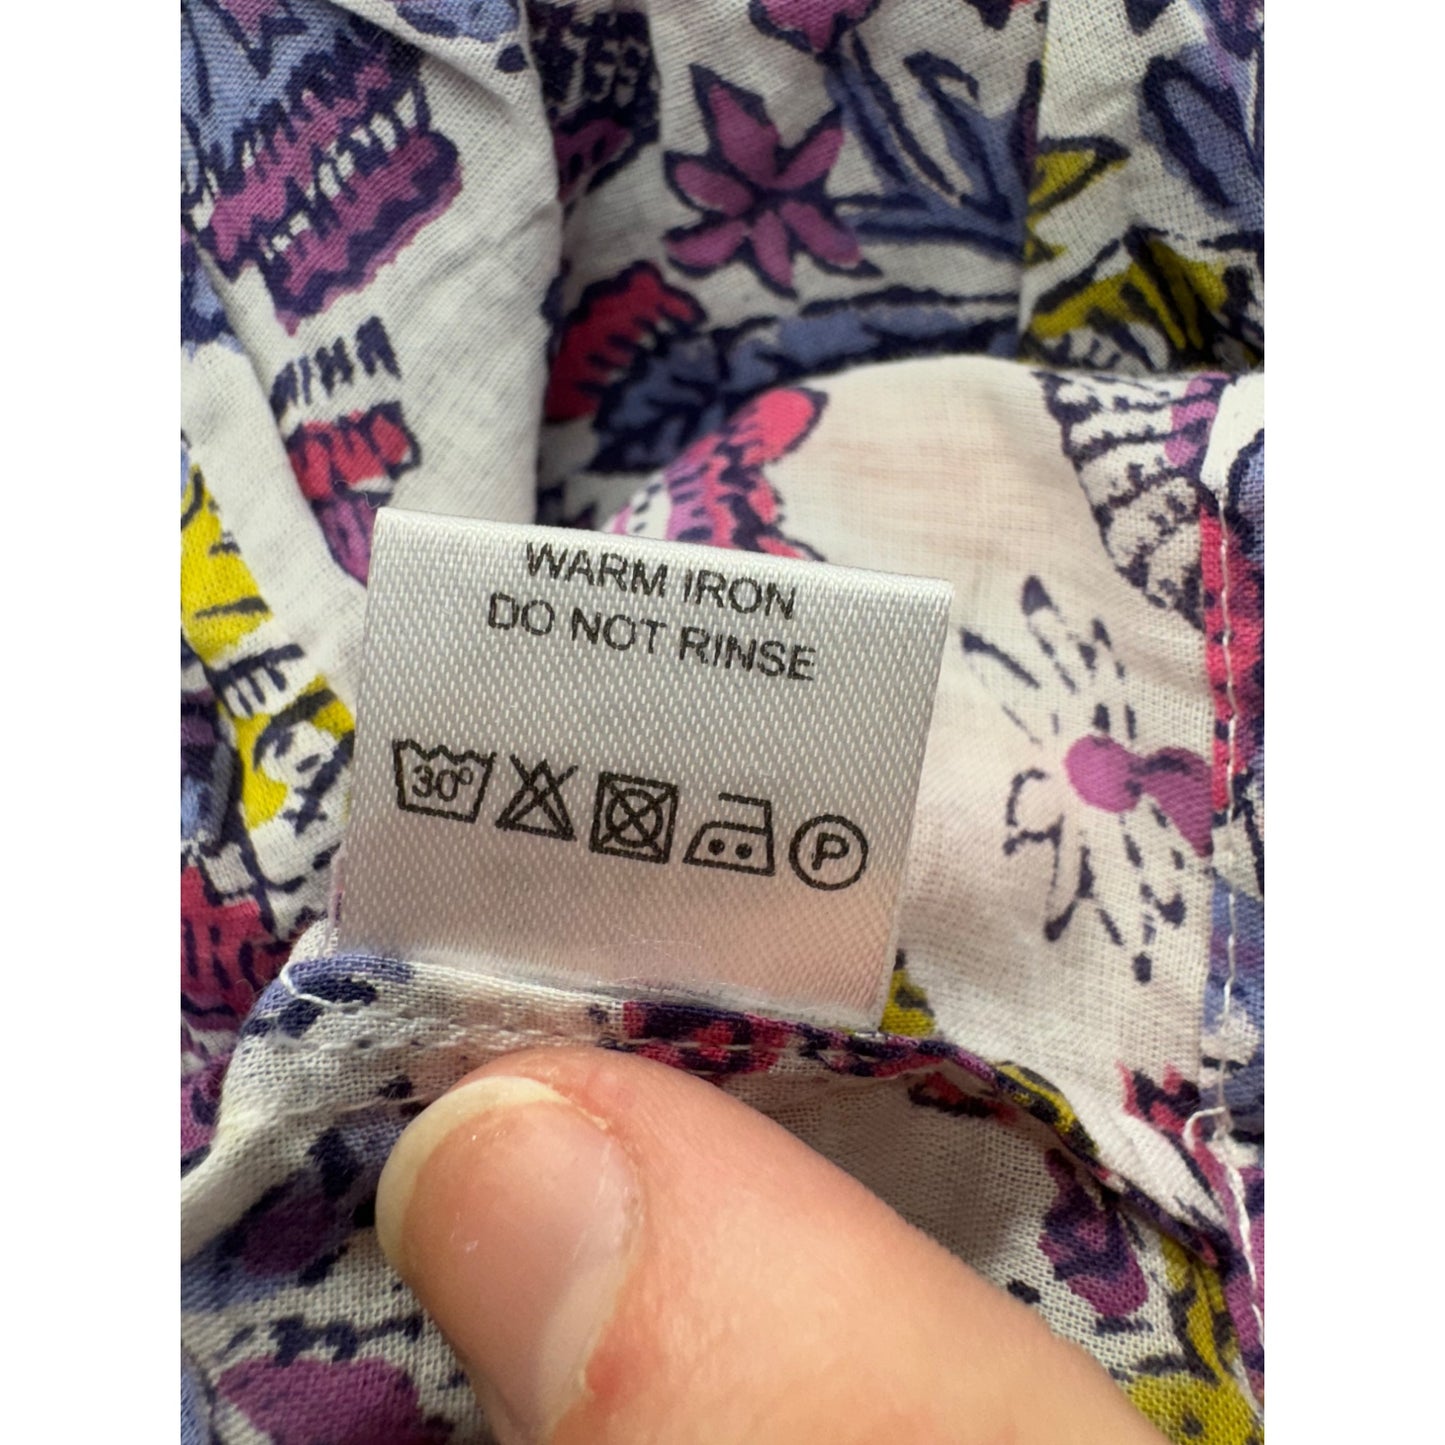 WARM IRON
DO NOT RINSE
30° P